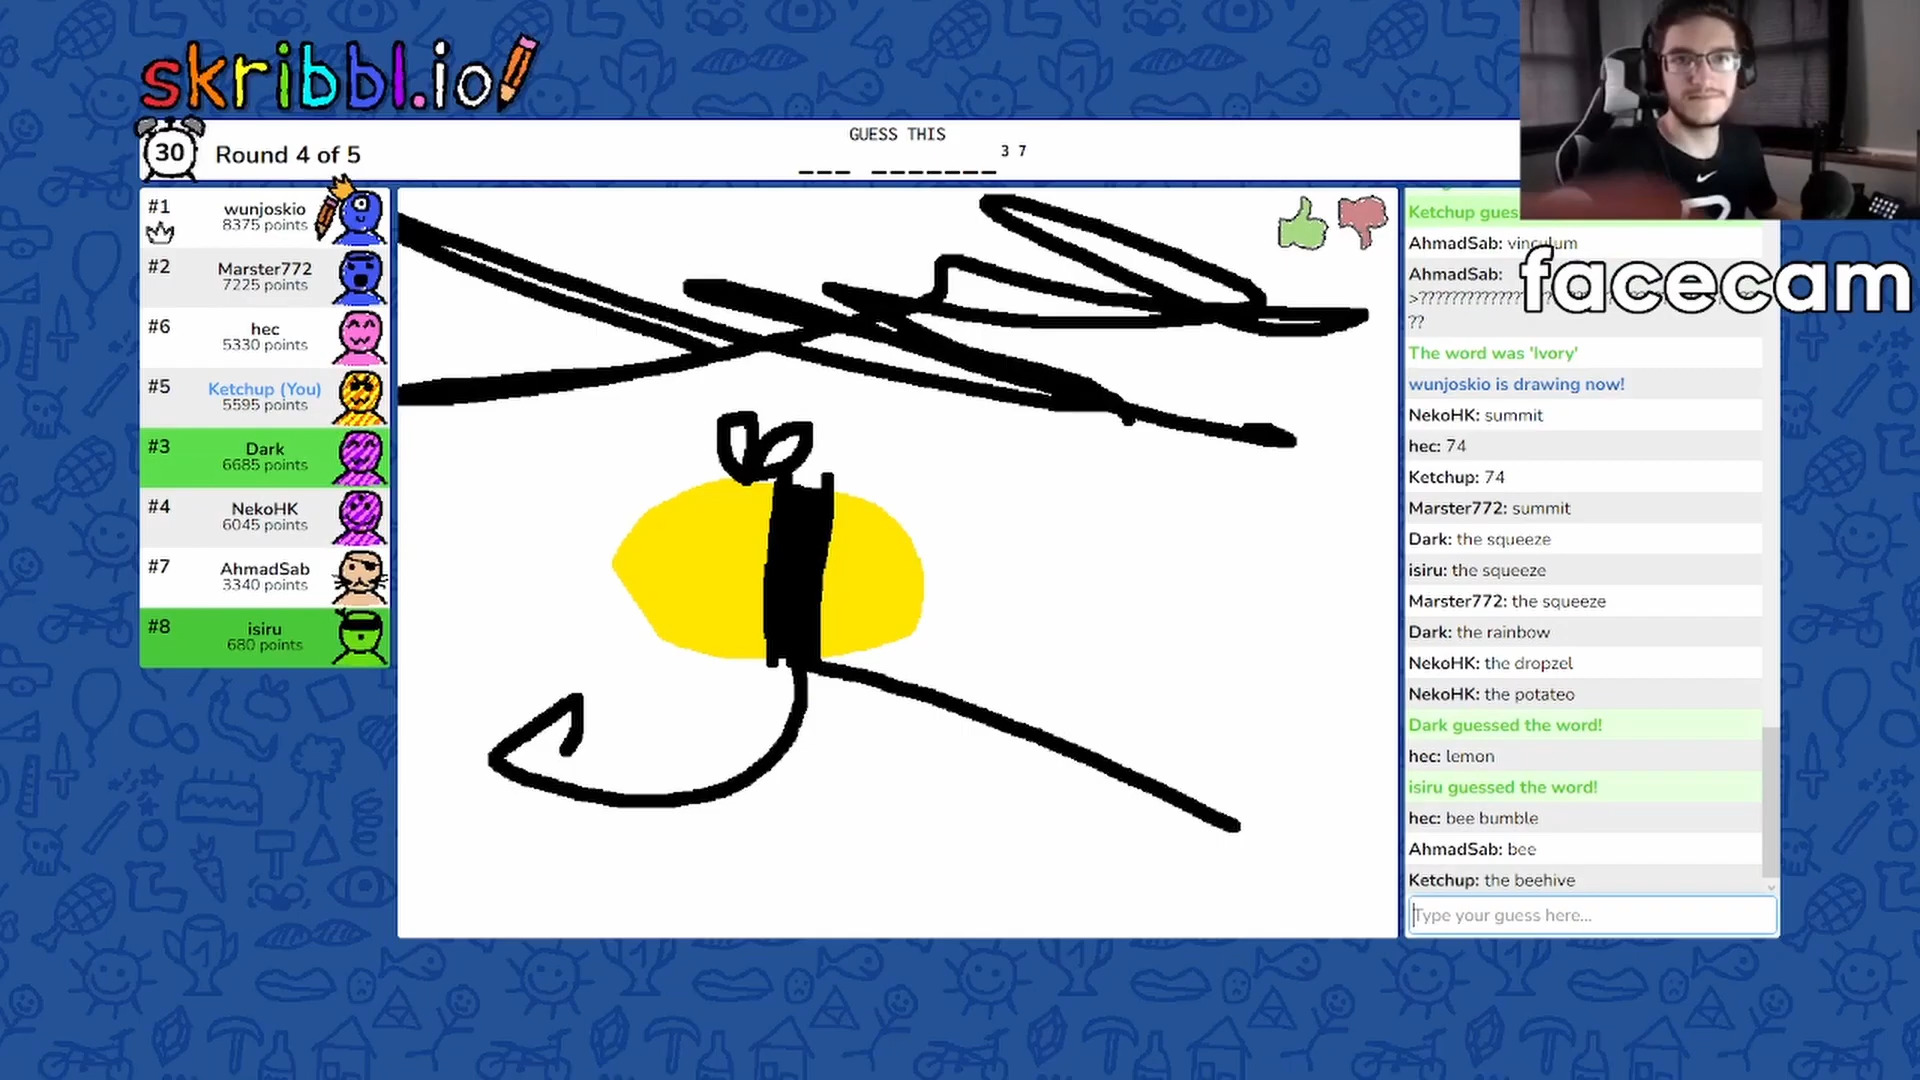 skribbl.io
30
Round 4 of 5
GUESS THIS
___ _______ 3 7
#1 wunjoskio
8375 points
#2 Marster772
7225 points
#6 hec
5330 points
#5 Ketchup (You)
5595 points
#3 Dark
6685 points
#4 NekoHK
6045 points
#7 AhmadSab
3340 points
#8 isiru
680 points
Ketchup gues
AhmadSab: vinculum
AhmadSab:
facecam
??
The word was 'Ivory'
wunjoskio is drawing now!
NekoHK: summit
hec: 74
Ketchup: 74
Marster772: summit
Dark: the squeeze
isiru: the squeeze
Marster772: the squeeze
Dark: the rainbow
NekoHK: the dropzel
NekoHK: the potateo
Dark guessed the word!
hec: lemon
isiru guessed the word!
hec: bee bumble
AhmadSab: bee
Ketchup: the beehive
Type your guess here...